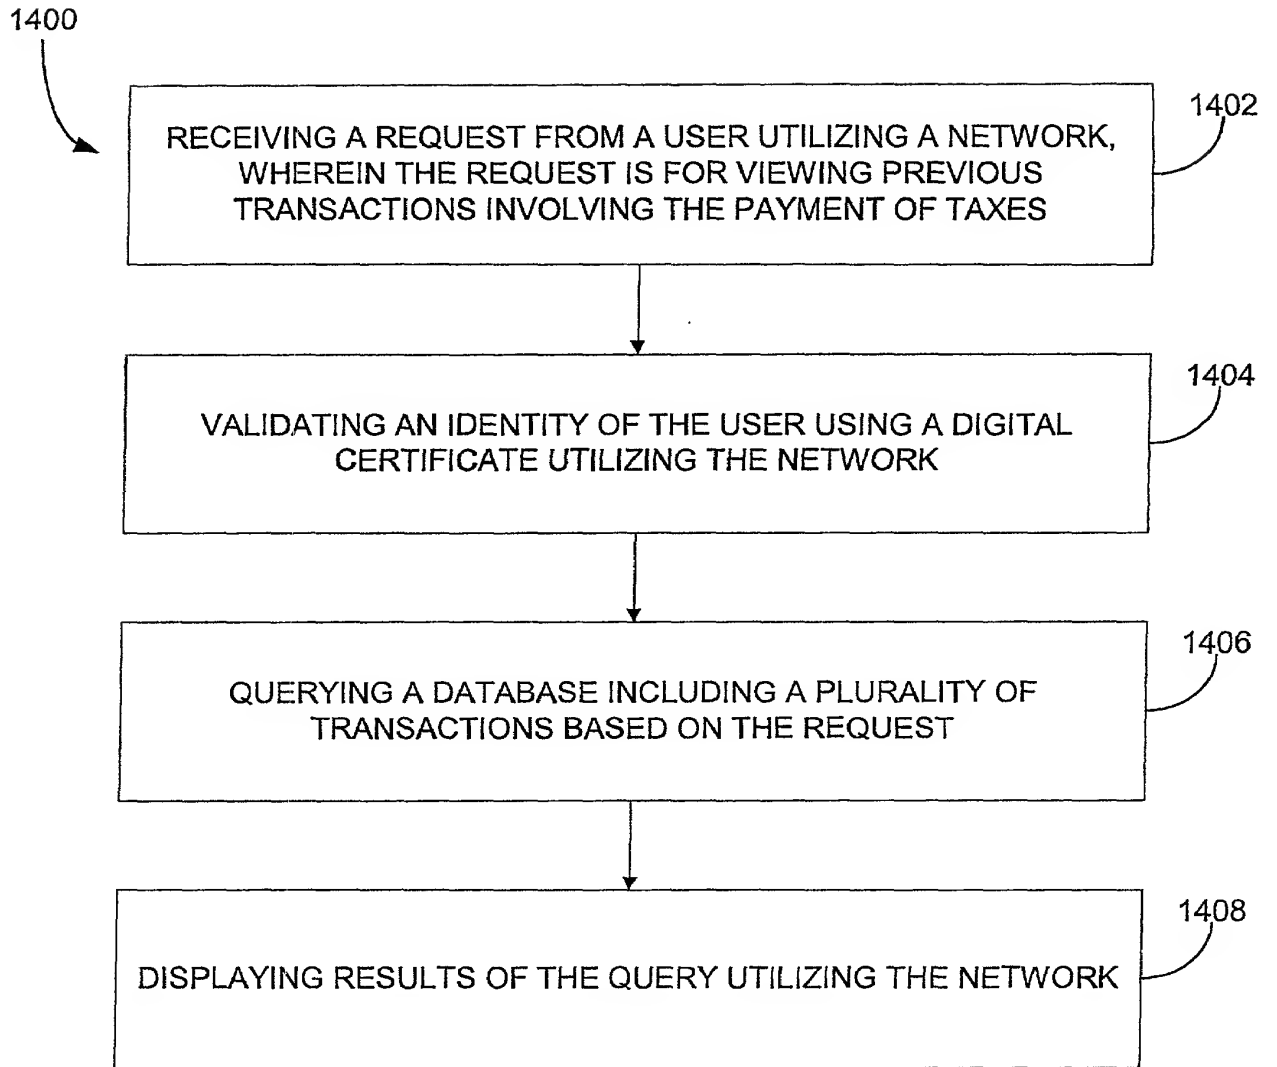 1400
1402
RECEIVING A REQUEST FROM A USER UTILIZING A NETWORK,
WHEREIN THE REQUEST IS FOR VIEWING PREVIOUS
TRANSACTIONS INVOLVING THE PAYMENT OF TAXES
1404
VALIDATING AN IDENTITY OF THE USER USING A DIGITAL
CERTIFICATE UTILIZING THE NETWORK
1406
QUERYING A DATABASE INCLUDING A PLURALITY OF
TRANSACTIONS BASED ON THE REQUEST
1408
DISPLAYING RESULTS OF THE QUERY UTILIZING THE NETWORK